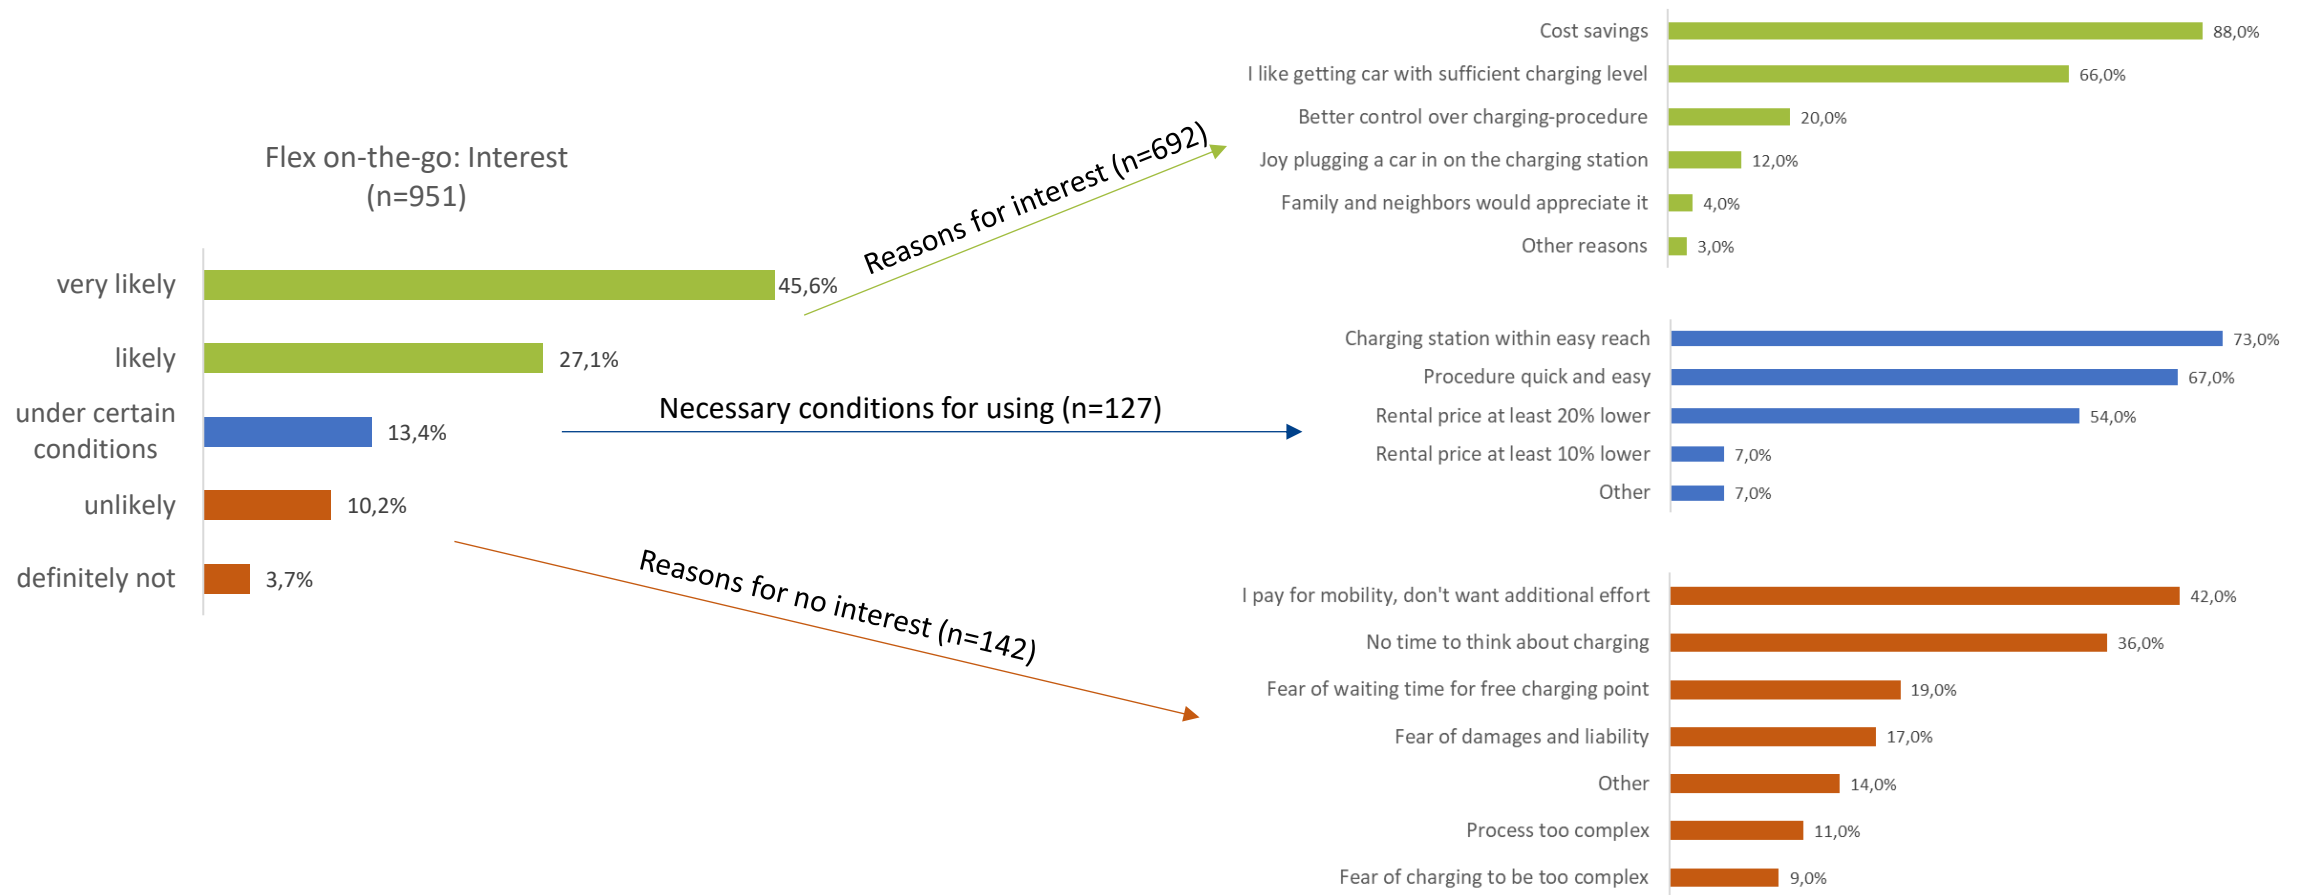 Flex on-the-go: Interest
(n=951)
very likely
45,6%
likely
27,1%
under certain
conditions
13,4%
unlikely
10,2%
definitely not
3,7%
Reasons for interest (n=692)
Cost savings
88,0%
I like getting car with sufficient charging level
66,0%
Better control over charging-procedure
20,0%
Joy plugging a car in on the charging station
12,0%
Family and neighbors would appreciate it
4,0%
Other reasons
3,0%
Necessary conditions for using (n=127)
Charging station within easy reach
73,0%
Procedure quick and easy
67,0%
Rental price at least 20% lower
54,0%
Rental price at least 10% lower
7,0%
Other
7,0%
Reasons for no interest (n=142)
I pay for mobility, don't want additional effort
42,0%
No time to think about charging
36,0%
Fear of waiting time for free charging point
19,0%
Fear of damages and liability
17,0%
Other
14,0%
Process too complex
11,0%
Fear of charging to be too complex
9,0%